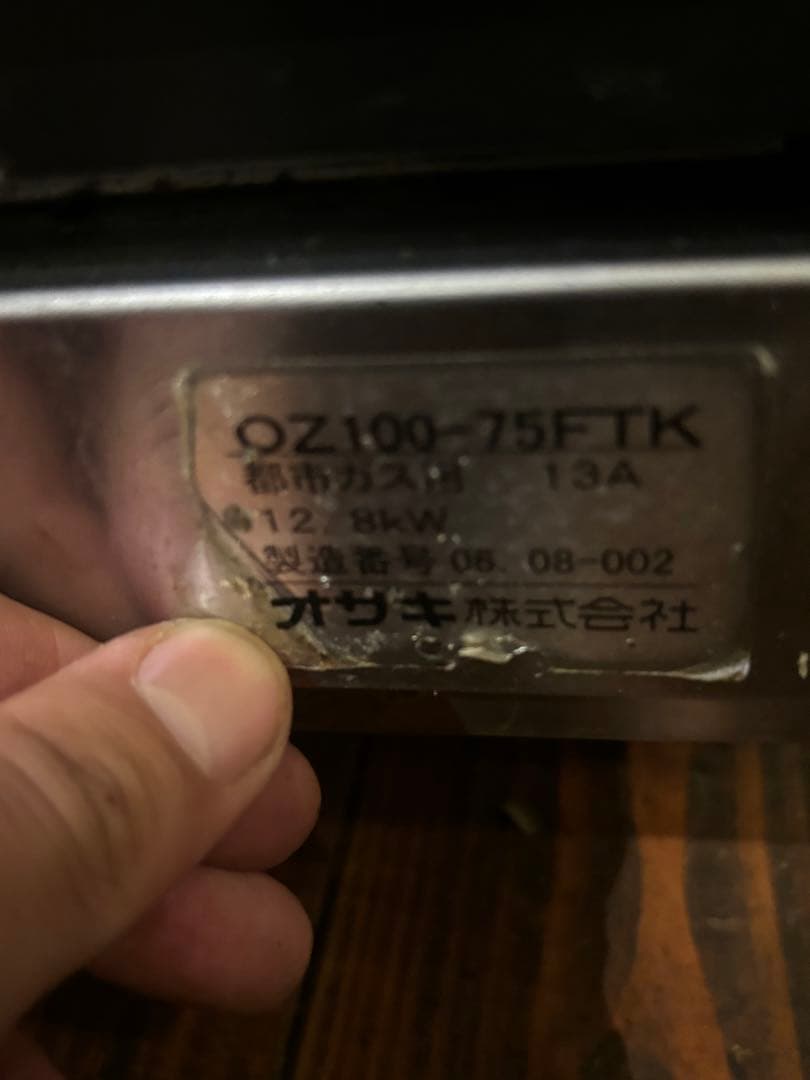 OZ100-75FTK
都市ガス用 13A
12.8kW
製造番号 06.08-002
オザキ株式会社